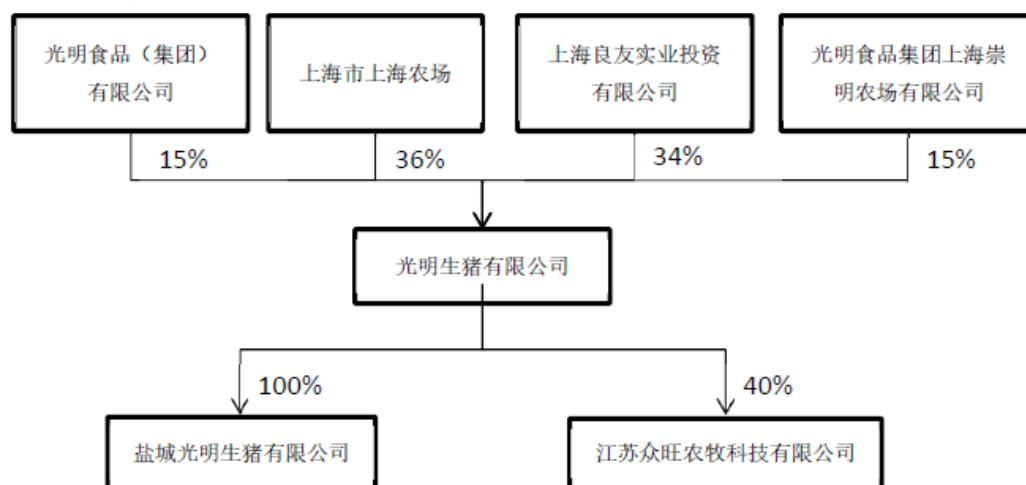 光明食品（集团）
有限公司
上海市上海农场
上海良友实业投资
有限公司
光明食品集团上海崇
明农场有限公司
15%
36%
34%
15%
光明生猪有限公司
100%
40%
盐城光明生猪有限公司
江苏众旺农牧科技有限公司